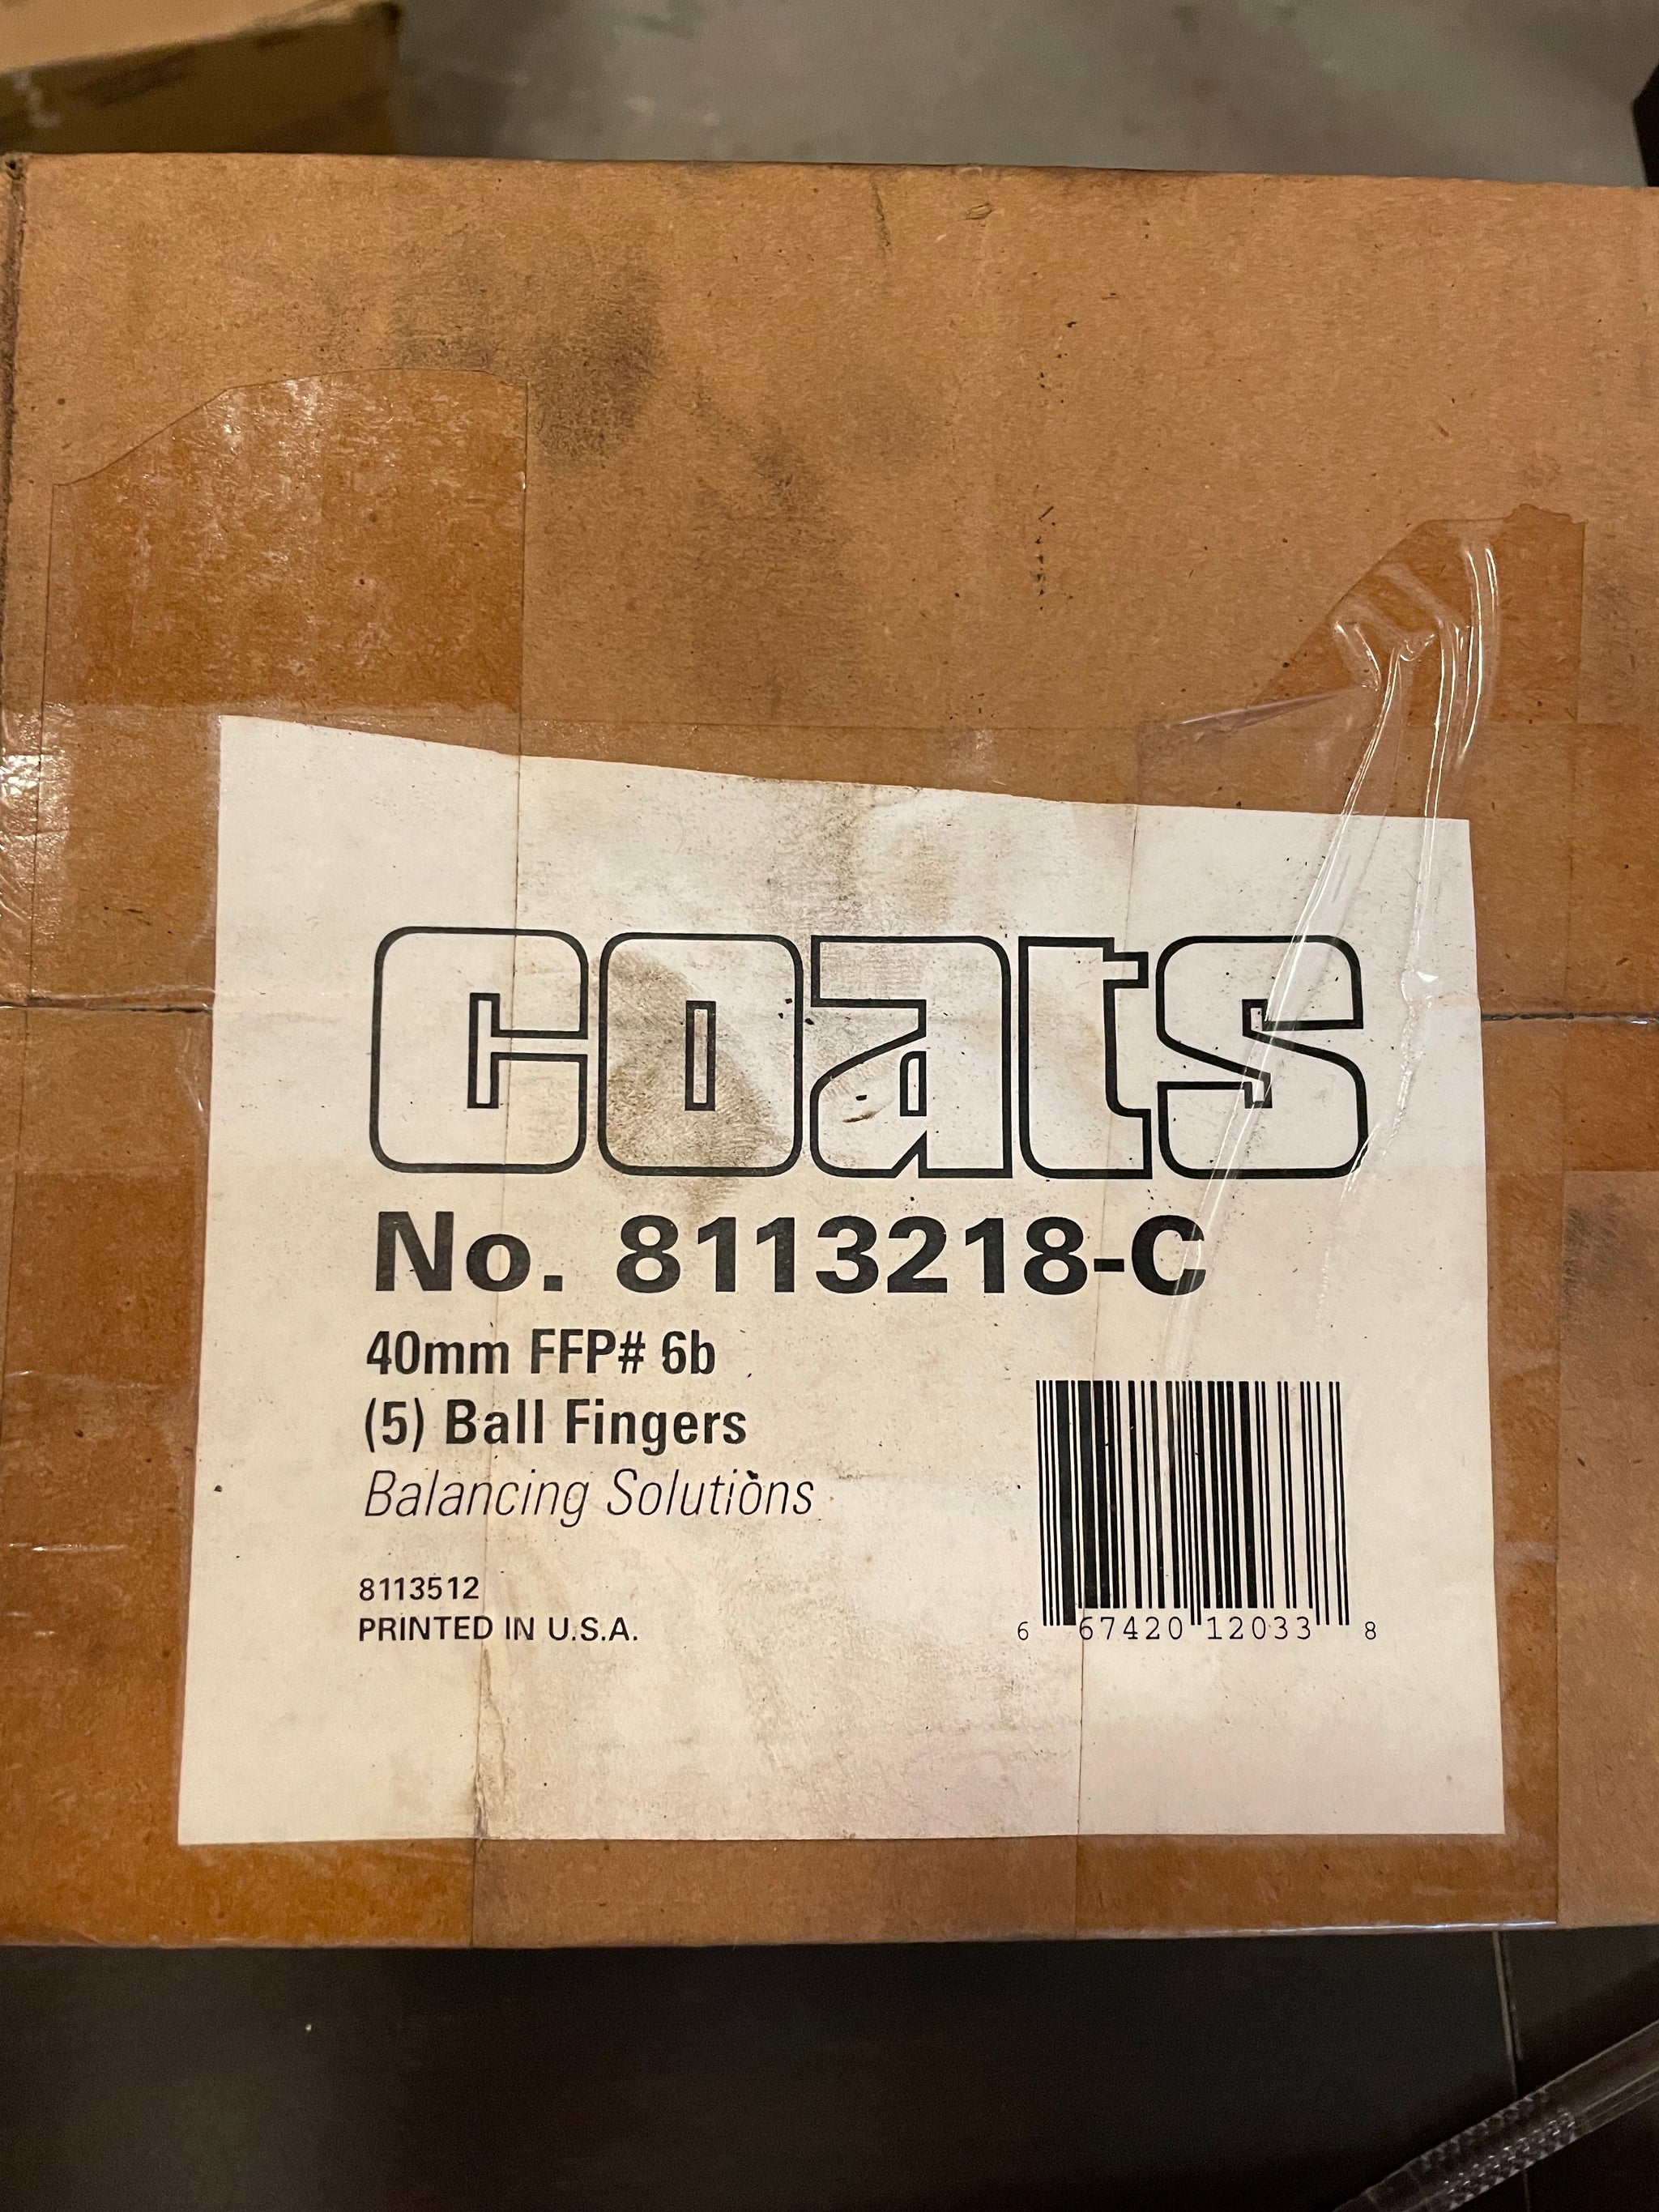 coats
No. 8113218-C
40mm FFP# 6b
(5) Ball Fingers
Balancing Solutions
8113512
PRINTED IN U.S.A.
6 67420 12033 8